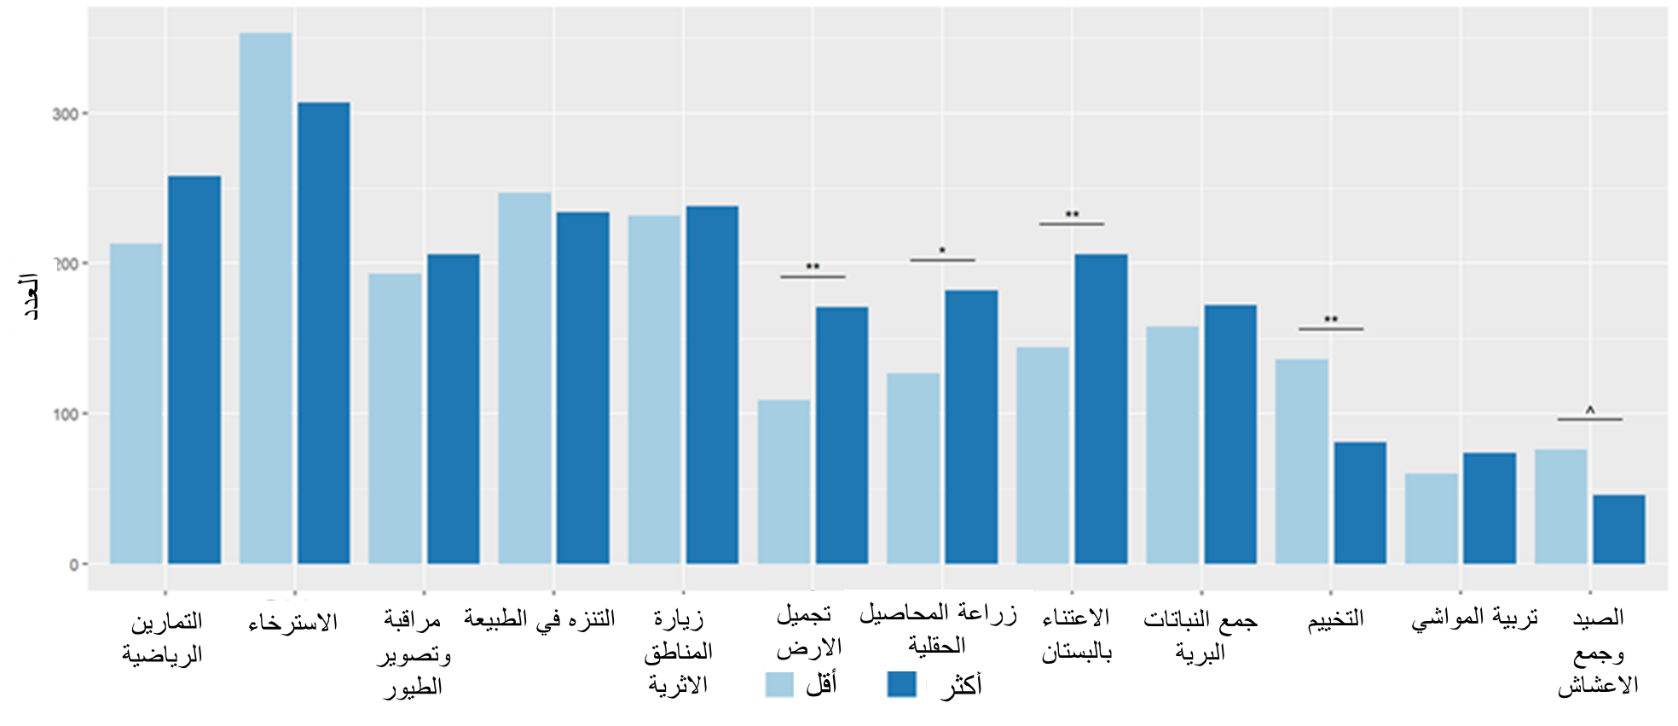 300
200
100
0
العدد
**
*
**
**
^
التمارين
الرياضية
الاسترخاء
مراقبة
وتصوير
الطيور
التنزه في الطبيعة
زيارة
المناطق
الاثرية
تجميل
الارض
زراعة المحاصيل
الحقلية
الاعتناء
بالبستان
جمع النباتات
البرية
التخييم
تربية المواشي
الصيد
وجمع
الاعشاش
أقل
أكثر